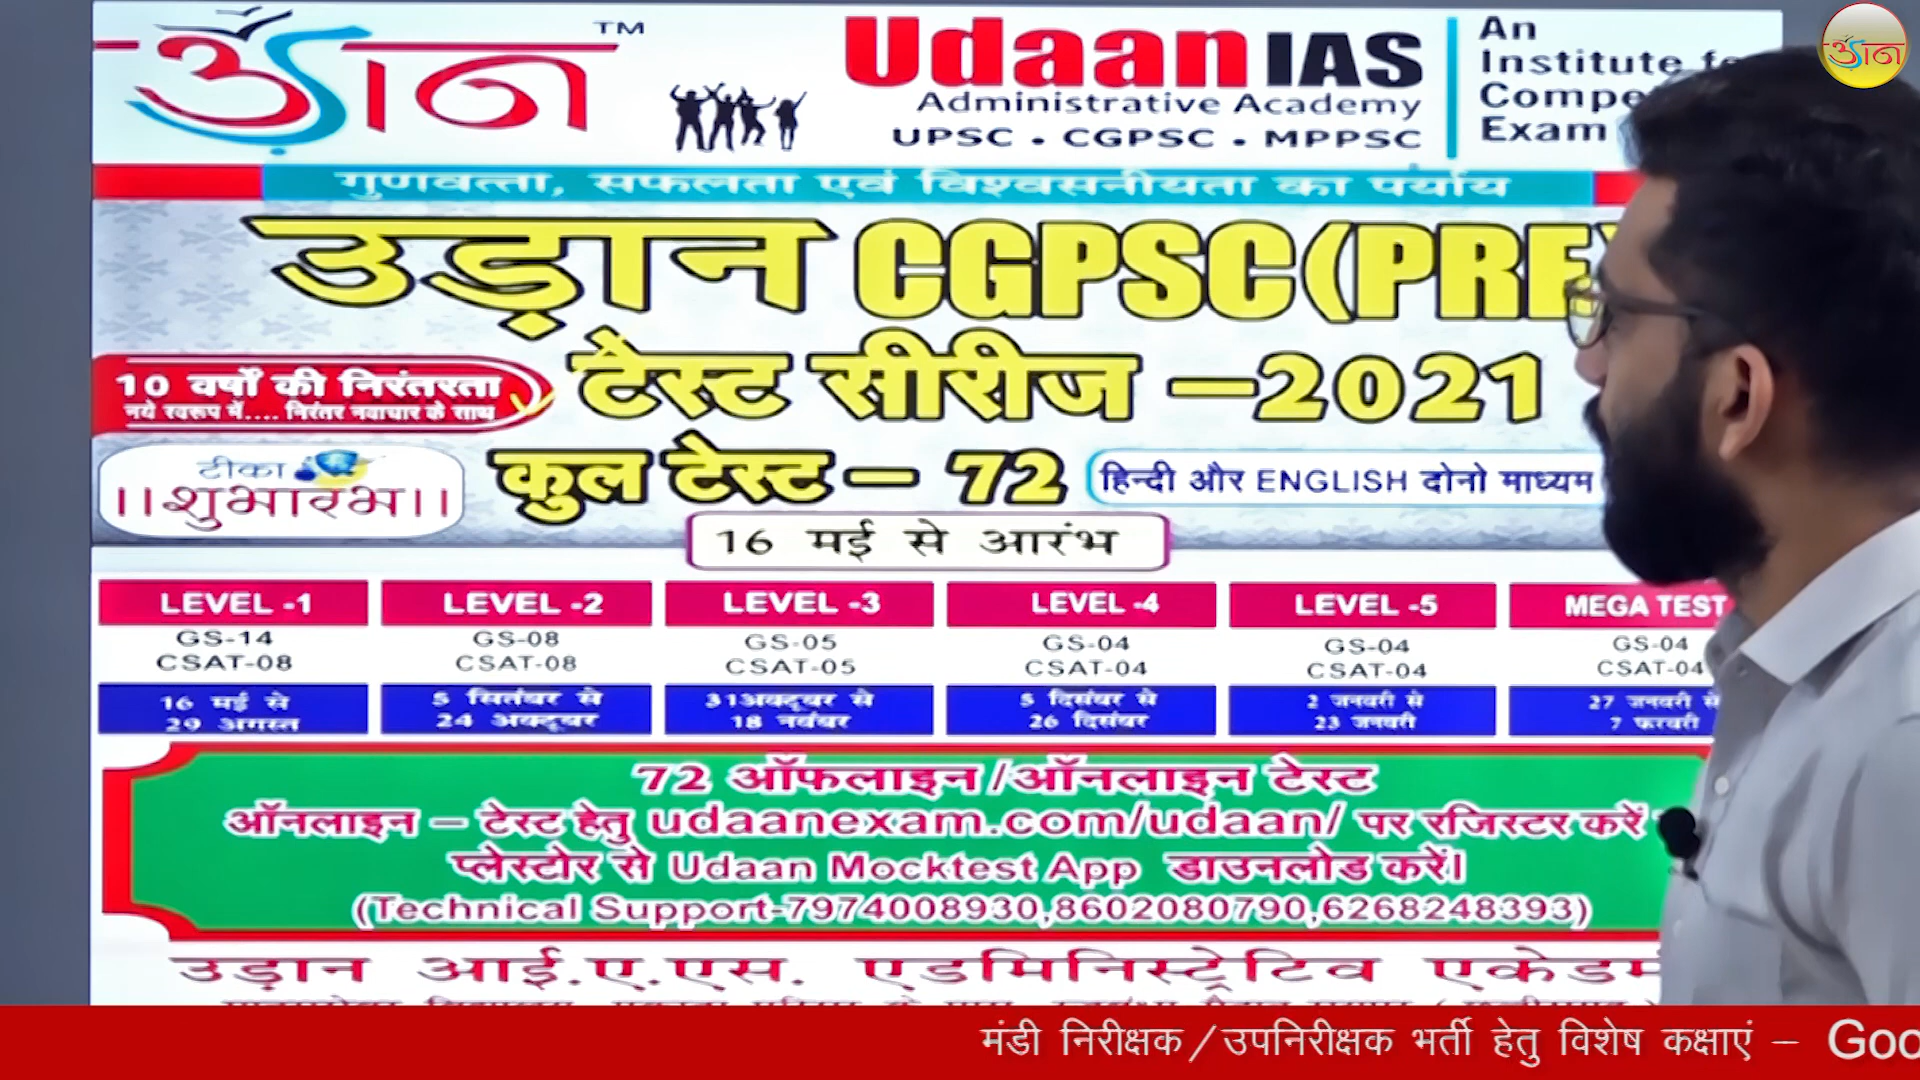 उड़ान TM
Udaan IAS
Administrative Academy
UPSC • CGPSC • MPPSC
An
Institute
Compe
Exam
उड़ान
गुणवत्ता, सफलता एवं विश्वसनीयता का पर्याय
उड़ान CGPSC(PRE)
टेस्ट सीरीज –2021
10 वर्षों की निरंतरता
नये स्वरूप में.... निरंतर नवाचार के साथ
टीका
।।शुभारंभ।।
कुल टेस्ट – 72
हिन्दी और ENGLISH दोनो माध्यम
16 मई से आरंभ
LEVEL -1 LEVEL -2 LEVEL -3 LEVEL -4 LEVEL -5 MEGA TEST
GS-14 GS-08 GS-05 GS-04 GS-04 GS-04
CSAT-08 CSAT-08 CSAT-05 CSAT-04 CSAT-04 CSAT-04
16 मई से 5 सितंबर से 31अक्टूबर से 5 दिसंबर से 2 जनवरी से 27 जनवरी से
29 अगस्त 24 अक्टूबर 18 नवंबर 26 दिसंबर 23 जनवरी 7 फरवरी
72 ऑफलाइन/ऑनलाइन टेस्ट
ऑनलाइन – टेस्ट हेतु udaanexam.com/udaan/ पर रजिस्टर करें
प्लेस्टोर से Udaan Mocktest App डाउनलोड करें।
(Technical Support-7974008930,8602080790,6268248393)
उड़ान आई.ए.एस. एडमिनिस्ट्रेटिव एकेडम
मंडी निरीक्षक/उपनिरीक्षक भर्ती हेतु विशेष कक्षाएं – Goo